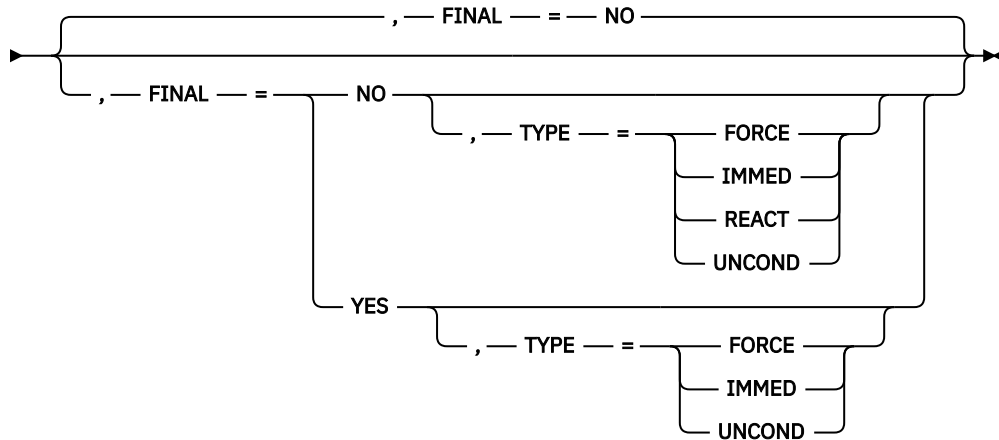 , FINAL = NO
, FINAL = NO
, TYPE = FORCE
IMMED
REACT
UNCOND
YES
, TYPE = FORCE
IMMED
UNCOND